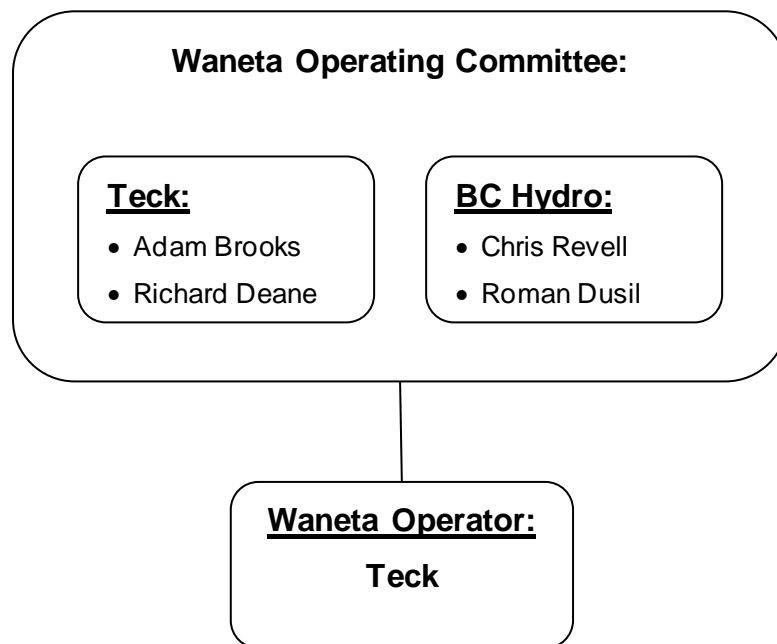 Waneta Operating Committee:
Teck:
• Adam Brooks
• Richard Deane
BC Hydro:
• Chris Revell
• Roman Dusil
Waneta Operator:
Teck